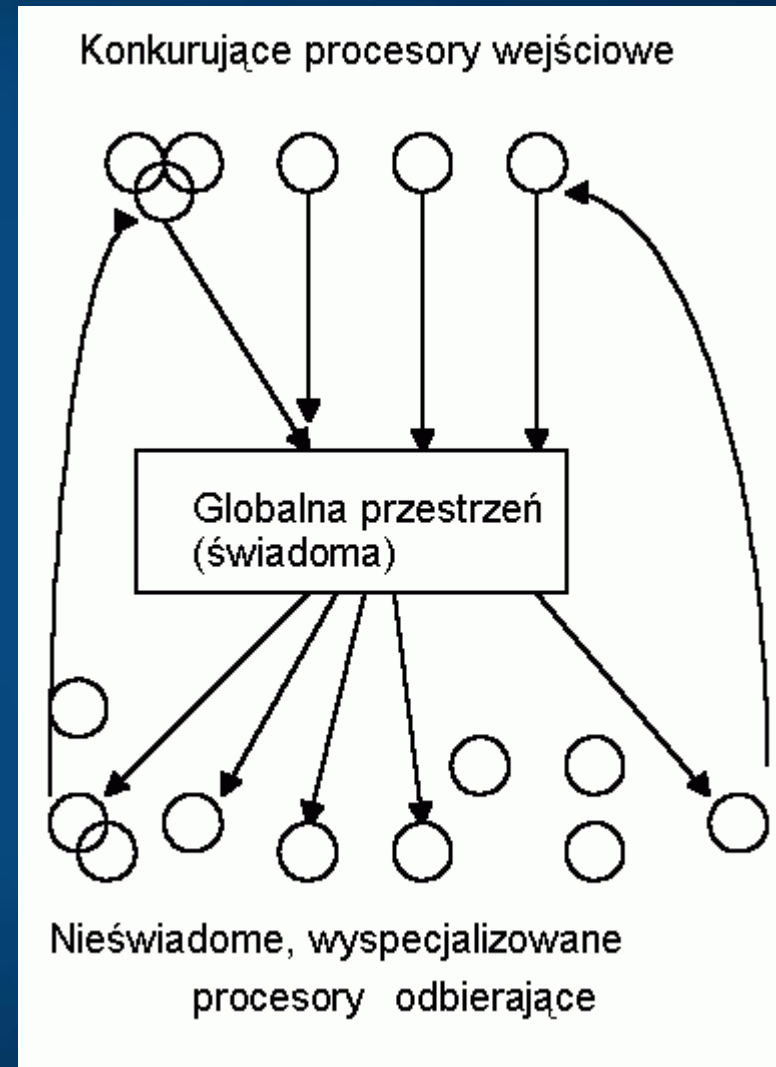 Konkurujące procesory wejściowe
Globalna przestrzeń
(świadoma)
Nieświadome, wyspecjalizowane
procesory odbierające